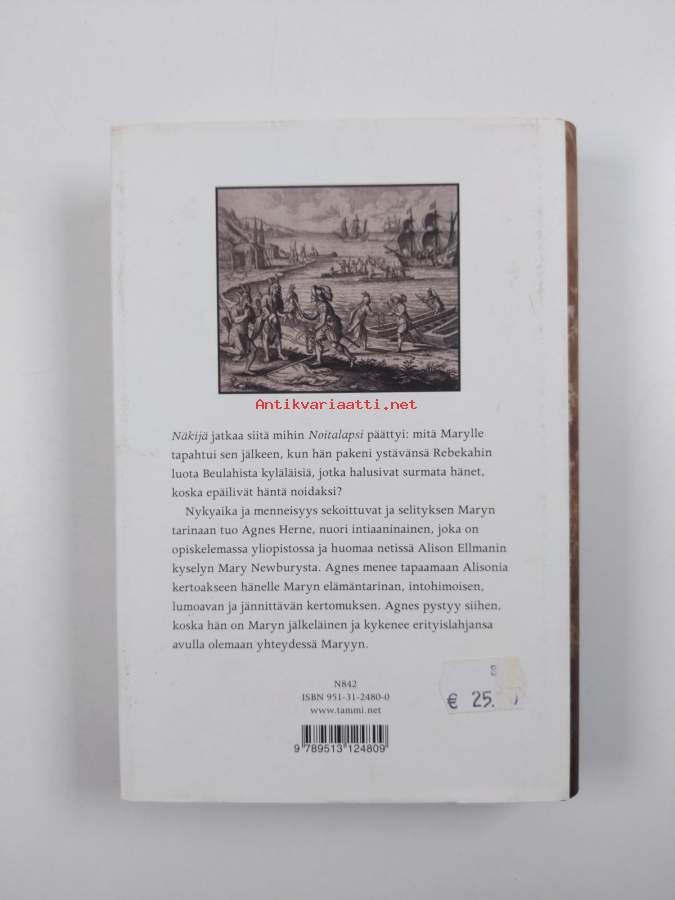 Antikvariaatti.net
Näkijä jatkaa siitä mihin Noitalapsi päättyi: mitä Marylle
tapahtui sen jälkeen, kun hän pakeni ystävänsä Rebekahin
luota Beulahista kyläläisiä, jotka halusivat surmata hänet,
koska epäilivät häntä noidaksi?
Nykyaika ja menneisyys sekoittuvat ja selityksen Maryn
tarinaan tuo Agnes Herne, nuori intiaaninainen, joka on
opiskelemassa yliopistossa ja huomaa netissä Alison Ellmanin
kyselyn Mary Newburysta. Agnes menee tapaamaan Alisonia
kertoakseen hänelle Maryn elämäntarinan, intohimoisen,
lumoavan ja jännittävän kertomuksen. Agnes pystyy siihen,
koska hän on Maryn jälkeläinen ja kykenee erityislahjansa
avulla olemaan yhteydessä Maryyn.
N842
ISBN 951-31-2480-0
www.tammi.net
9 789513 124809
€ 25.